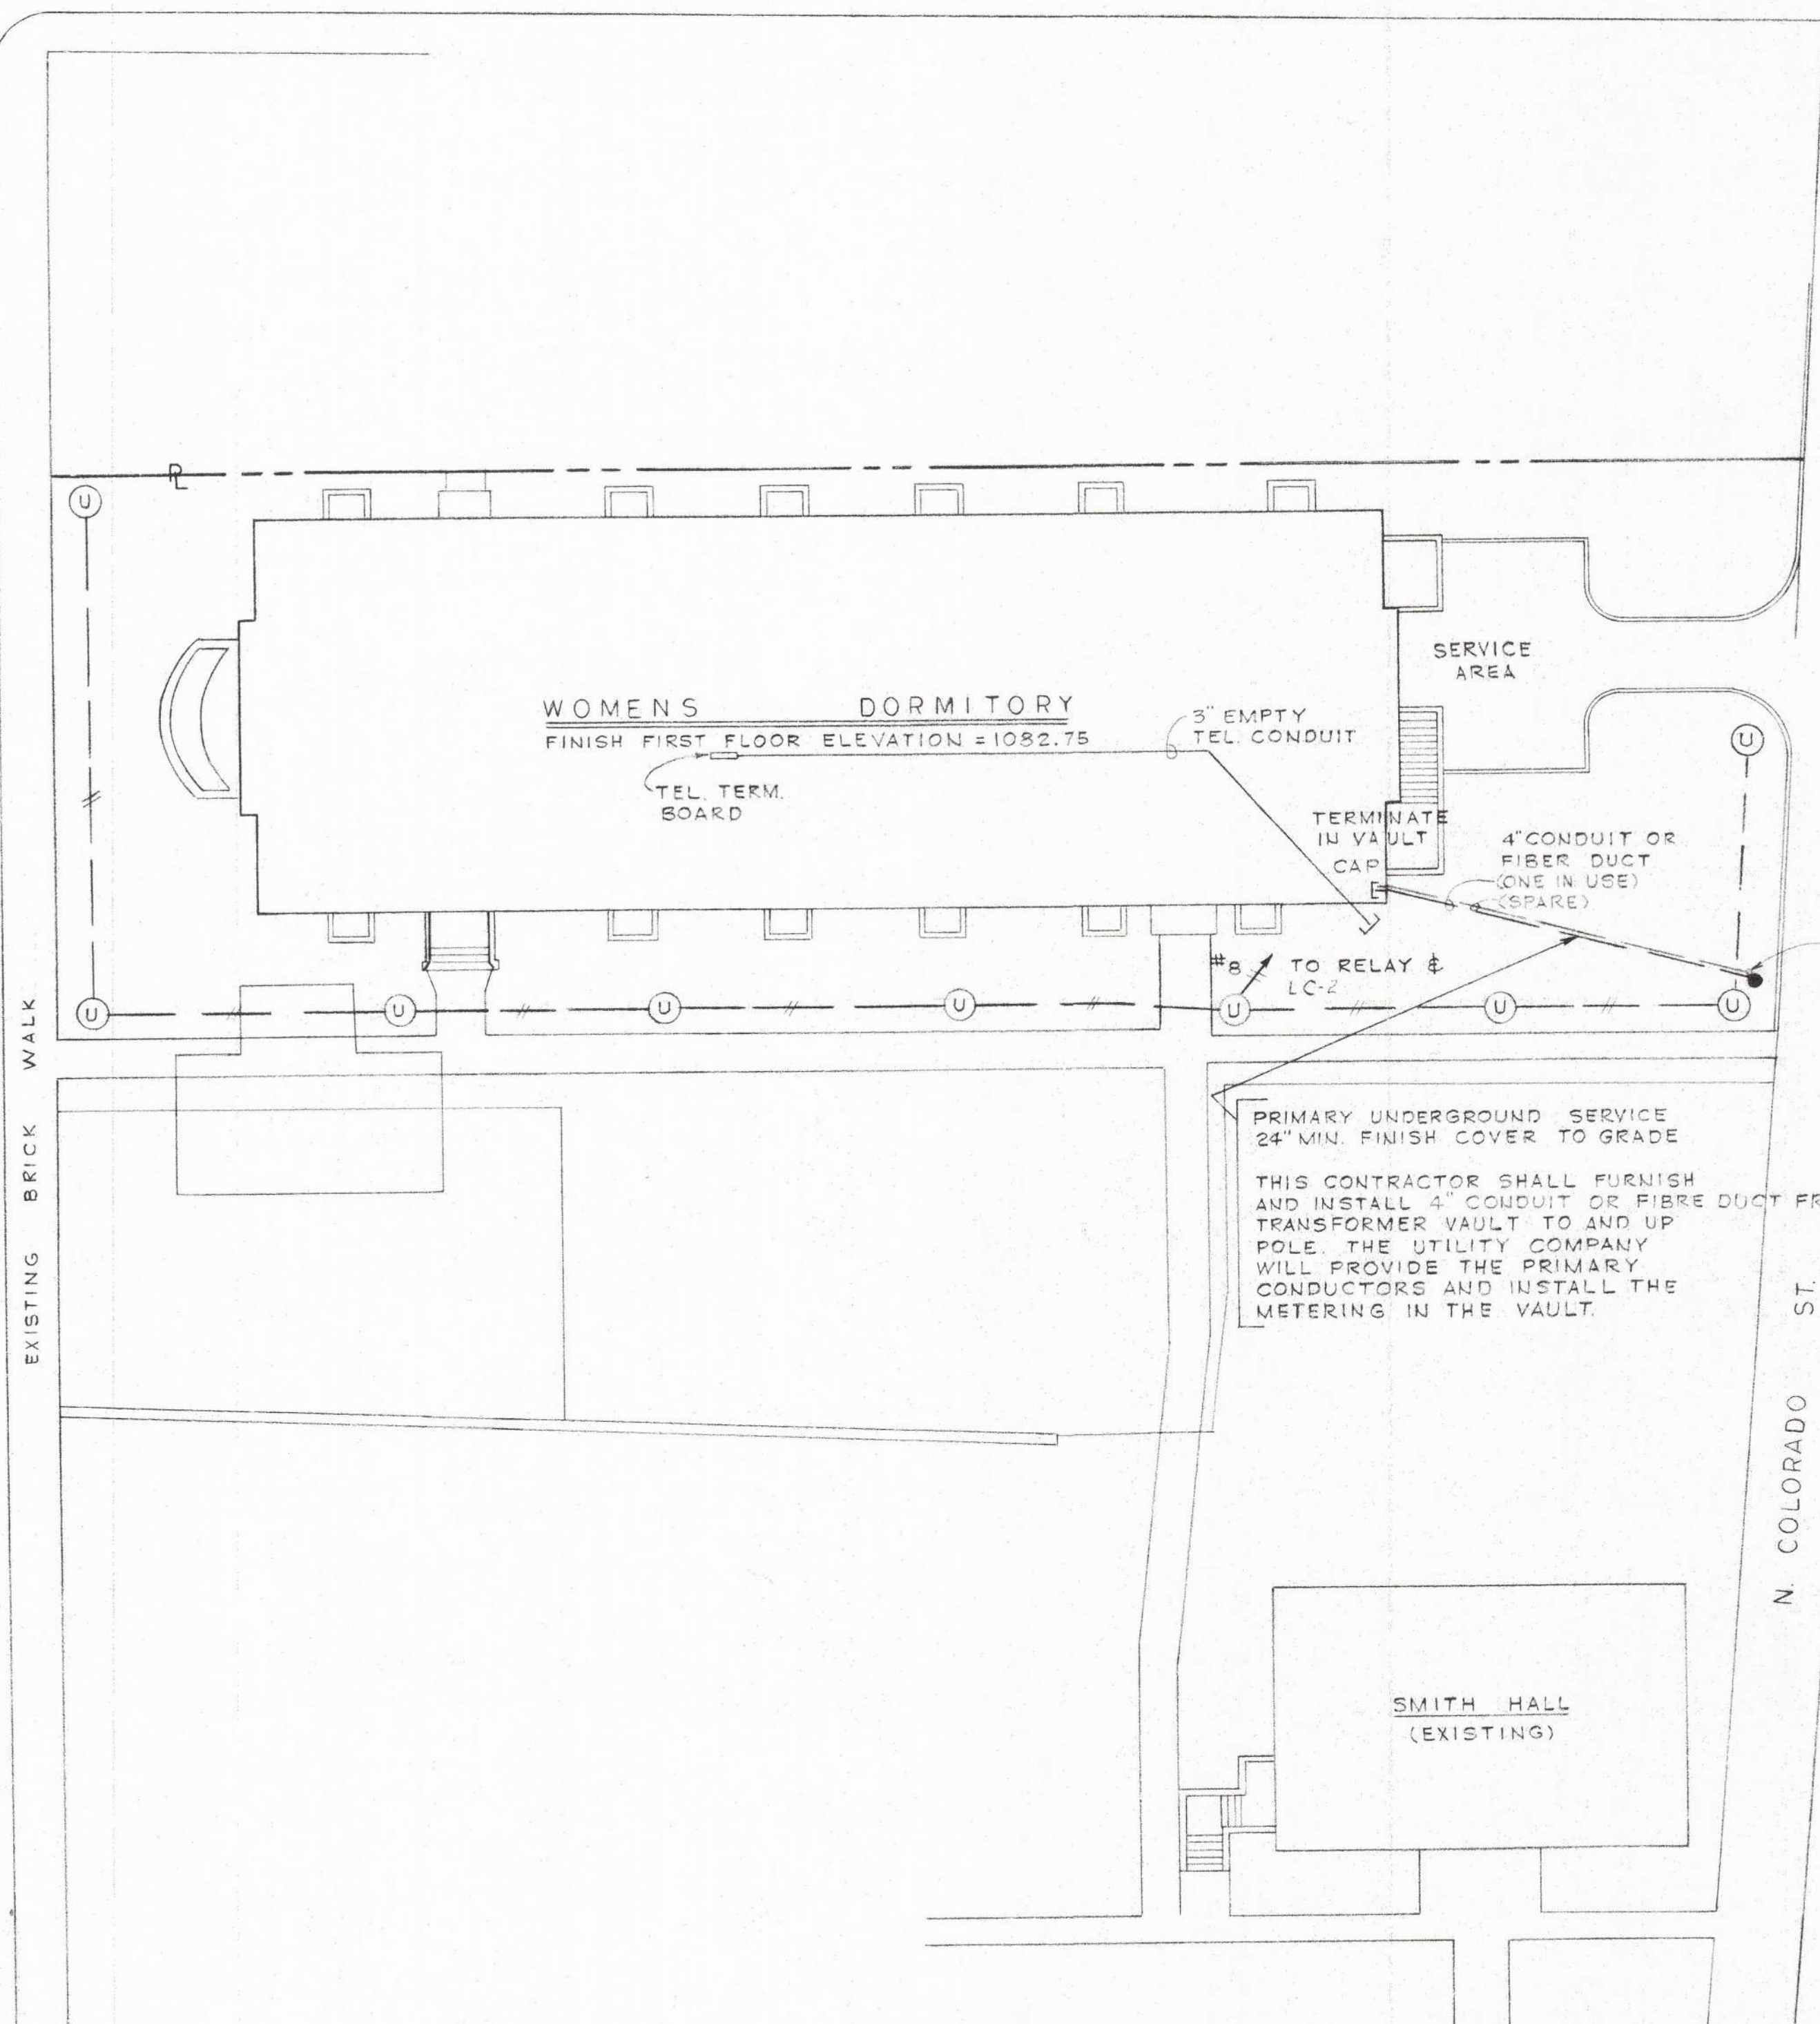 PL
U
WOMENS DORMITORY
FINISH FIRST FLOOR ELEVATION = 1082.75
TEL. TERM.
BOARD
3" EMPTY
TEL. CONDUIT
SERVICE
AREA
U
TERMINATE
IN VAULT
CAP
4" CONDUIT OR
FIBER DUCT
(ONE IN USE)
(SPARE)
#8 TO RELAY &
LC-2
U
U
U
U
U
U
U
EXISTING BRICK WALK
PRIMARY UNDERGROUND SERVICE
24" MIN. FINISH COVER TO GRADE
THIS CONTRACTOR SHALL FURNISH
AND INSTALL 4" CONDUIT OR FIBRE DUCT FR
TRANSFORMER VAULT TO AND UP
POLE. THE UTILITY COMPANY
WILL PROVIDE THE PRIMARY
CONDUCTORS AND INSTALL THE
METERING IN THE VAULT.
N. COLORADO ST.
SMITH HALL
(EXISTING)